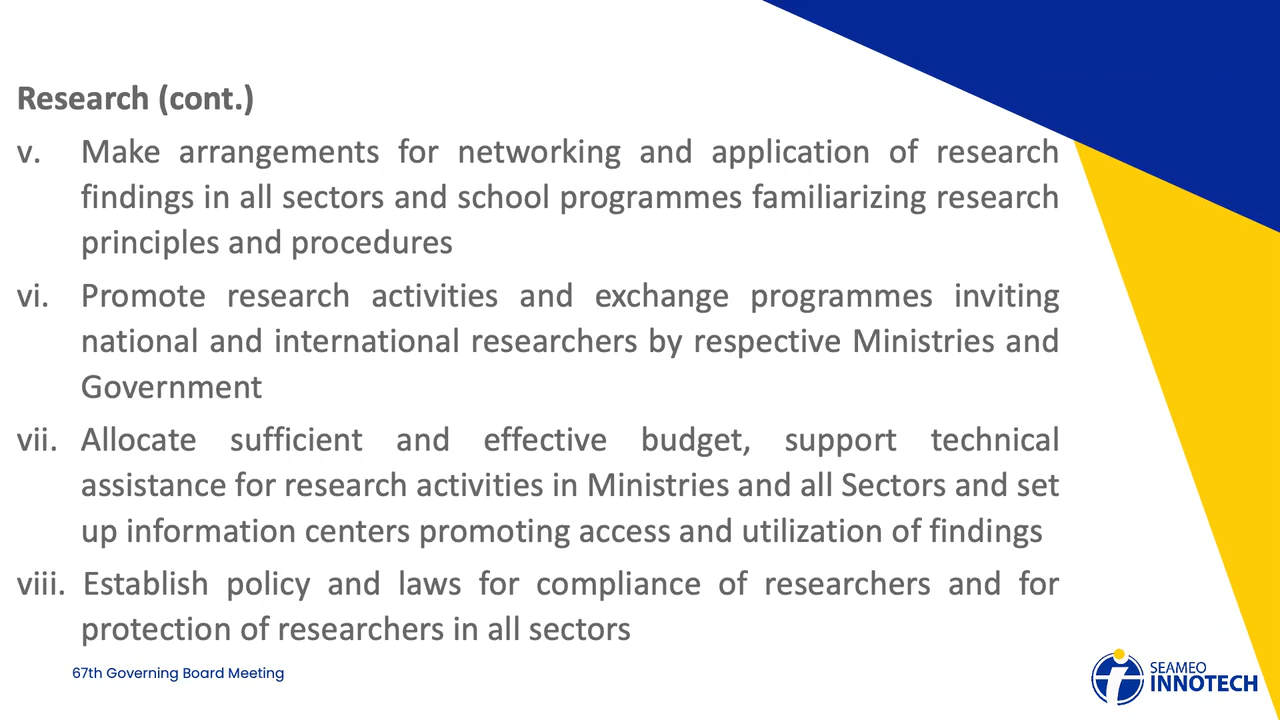 Research (cont.)
v. Make arrangements for networking and application of research
findings in all sectors and school programmes familiarizing research
principles and procedures
vi. Promote research activities and exchange programmes inviting
national and international researchers by respective Ministries and
Government
vii. Allocate sufficient and effective budget, support technical
assistance for research activities in Ministries and all Sectors and set
up information centers promoting access and utilization of findings
viii. Establish policy and laws for compliance of researchers and for
protection of researchers in all sectors
67th Governing Board Meeting
SEAMEO
INNOTECH